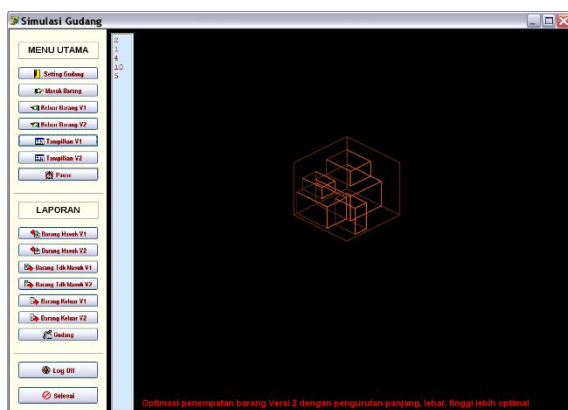 Simulasi Gudang
MENU UTAMA
Setting Gudang
Masuk Barang
Keluar Barang V1
Keluar Barang V2
Tampilkan V1
Tampilkan V2
Pause
LAPORAN
Barang Masuk V1
Barang Masuk V2
Barang Tdk Masuk V1
Barang Tdk Masuk V2
Barang Keluar V1
Barang Keluar V2
Gudang
Log Off
Selesai
2
1
4
10
5
Optimasi penempatan barang Versi 2 dengan pengurutan panjang, lebar, tinggi lebih optimal